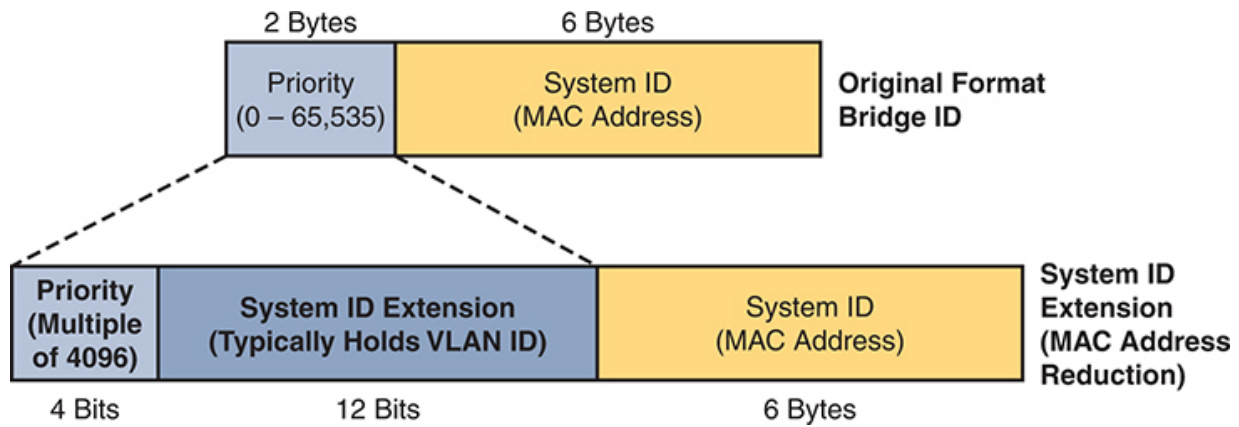 2 Bytes
6 Bytes
Priority
(0 – 65,535)
System ID
(MAC Address)
Original Format
Bridge ID
Priority
(Multiple
of 4096)
System ID Extension
(Typically Holds VLAN ID)
System ID
(MAC Address)
System ID
Extension
(MAC Address
Reduction)
4 Bits
12 Bits
6 Bytes